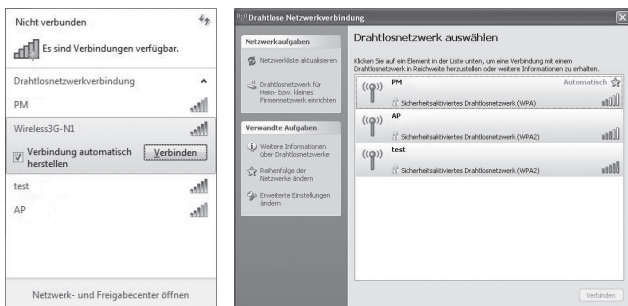 Nicht verbunden
Es sind Verbindungen verfügbar.
Drahtlosnetzwerkverbindung
PM
Wireless3G-N1
Verbindung automatisch
herstellen
Verbinden
test
AP
Netzwerk- und Freigabecenter öffnen
Drahtlose Netzwerkverbindung
Netzwerkaufgaben
Netzwerkliste aktualisieren
Drahtlosnetzwerk für
Heim- bzw. kleines
Firmennetzwerk einrichten
Verwandte Aufgaben
Weitere Informationen
über Drahtlosnetzwerke
Reihenfolge der
Netzwerke ändern
Erweiterte Einstellungen
ändern
Drahtlosnetzwerk auswählen
Klicken Sie auf ein Element in der Liste unten, um eine Verbindung mit einem
Drahtlosnetzwerk in Reichweite herzustellen oder weitere Informationen zu erhalten.
PM Automatisch
Sicherheitsaktiviertes Drahtlosnetzwerk (WPA)
AP
Sicherheitsaktiviertes Drahtlosnetzwerk (WPA2)
test
Sicherheitsaktiviertes Drahtlosnetzwerk (WPA2)
Verbinden